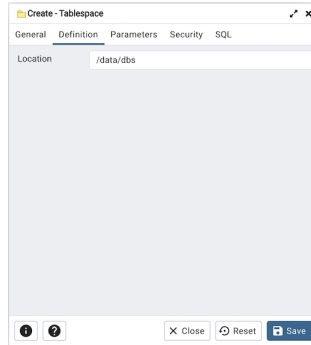 Create - Tablespace
General Definition Parameters Security SQL
Location /data/dbs
Close Reset Save